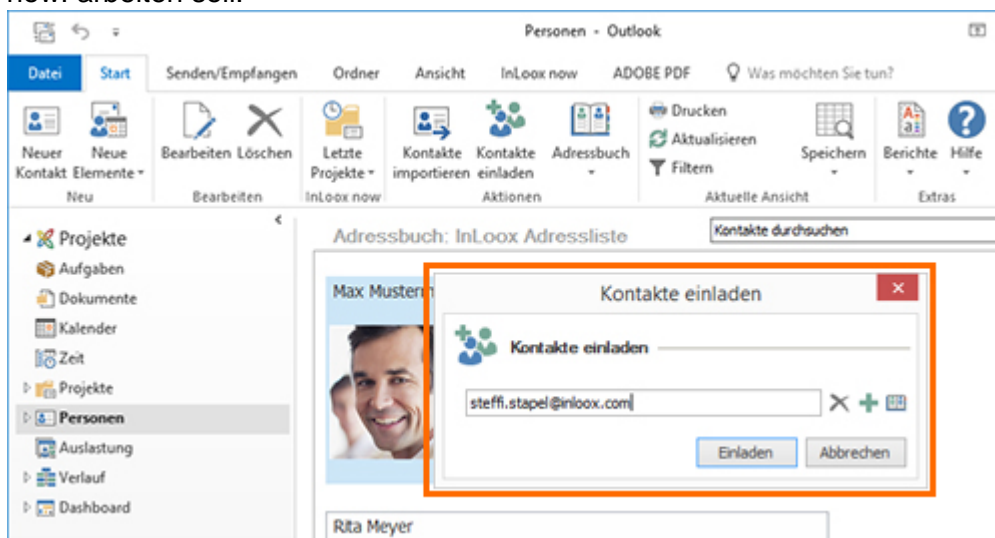 Personen - Outlook
Datei Start Senden/Empfangen Ordner Ansicht InLoox now ADOBE PDF Was möchten Sie tun?
Neuer Kontakt
Neue Elemente
Bearbeiten Löschen
Letzte Projekte
Kontakte importieren
Kontakte einladen
Adressbuch
Drucken
Aktualisieren
Filtern
Speichern
Berichte
Hilfe
Neu Bearbeiten InLoox now Aktionen Aktuelle Ansicht Extras
Projekte
Aufgaben
Dokumente
Kalender
Zeit
Projekte
Personen
Auslastung
Verlauf
Dashboard
Adressbuch: InLoox Adressliste
Kontakte durchsuchen
Max
Kontakte einladen
Kontakte einladen
steffi.stapel@inloox.com
Einladen Abbrechen
Rita Meyer